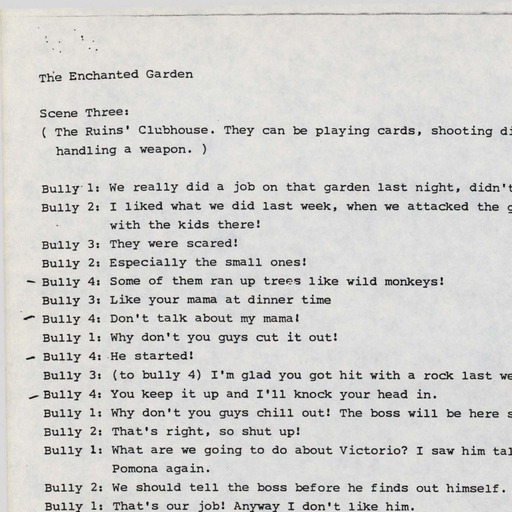 The Enchanted Garden
Scene Three:
( The Ruins' Clubhouse. They can be playing cards, shooting
handling a weapon. )
Bully 1: We really did a job on that garden last night,
Bully 2: I liked what we did last week, when we attacked the
with the kids there!
Bully 3: They were scared!
Bully 2: Especially the small ones!
Bully 4: Some of them ran up trees like wild monkeys!
Bully 3: Like your mama at dinner time
Bully 4: Don't talk about my mama!
Bully 1: Why don't you guys cut it out!
Bully 4: He started!
Bully 3: (to bully 4) I'm glad you got hit with a rock last
Bully 4: You keep it up and I'll knock your head in.
Bully 1: Why don't you guys chill out! The boss will be here
Bully 2: That's right, so shut up!
Bully 1: What are we going to do about Victorio? I saw him
Pomona again.
Bully 2: We should tell the boss before he finds out himself.
Bully 1: That's our job! Anyway I don't like him.